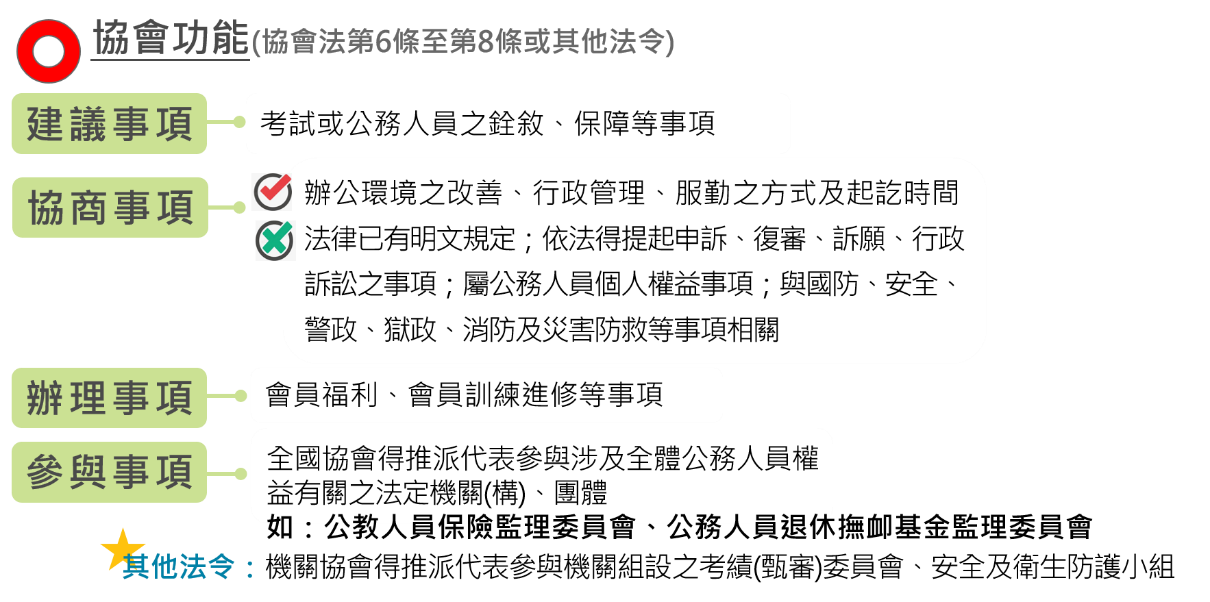 協會功能(協會法第6條至第8條或其他法令)
建議事項
考試或公務人員之銓敘、保障等事項
協商事項
辦公環境之改善、行政管理、服勤之方式及起訖時間
法律已有明文規定；依法得提起申訴、復審、訴願、行政
訴訟之事項；屬公務人員個人權益事項；與國防、安全、
警政、獄政、消防及災害防救等事項相關
辦理事項
會員福利、會員訓練進修等事項
參與事項
全國協會得推派代表參與涉及全體公務人員權
益有關之法定機關(構)、團體
如：公教人員保險監理委員會、公務人員退休撫卹基金監理委員會
其他法令：機關協會得推派代表參與機關組設之考績(甄審)委員會、安全及衛生防護小組